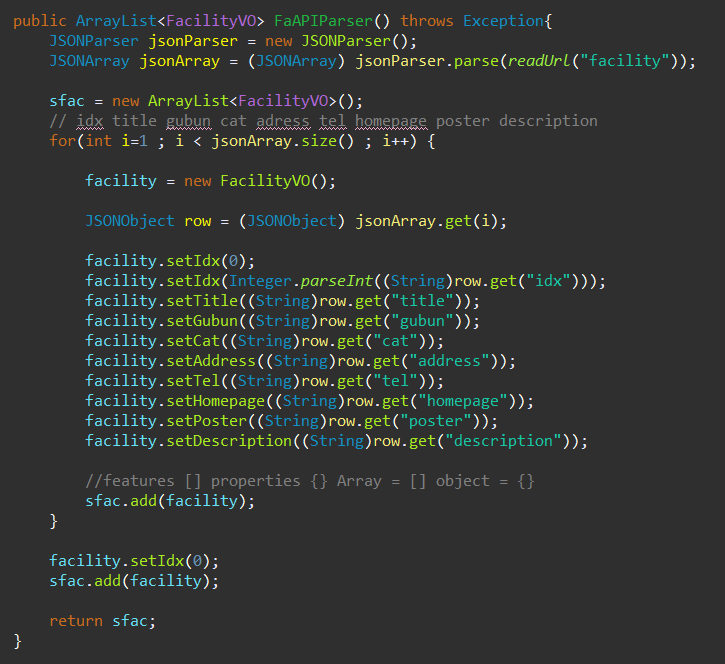 public ArrayList<FacilityVO> FaAPIParser() throws Exception{
    JSONParser jsonParser = new JSONParser();
    JSONArray jsonArray = (JSONArray) jsonParser.parse(readUrl("facility"));

    sfac = new ArrayList<FacilityVO>();
    // idx title gubun cat adress tel homepage poster description
    for(int i=1 ; i < jsonArray.size() ; i++) {

        facility = new FacilityVO();

        JSONObject row = (JSONObject) jsonArray.get(i);

        facility.setIdx(0);
        facility.setIdx(Integer.parseInt((String)row.get("idx")));
        facility.setTitle((String)row.get("title"));
        facility.setGubun((String)row.get("gubun"));
        facility.setCat((String)row.get("cat"));
        facility.setAddress((String)row.get("address"));
        facility.setTel((String)row.get("tel"));
        facility.setHomepage((String)row.get("homepage"));
        facility.setPoster((String)row.get("poster"));
        facility.setDescription((String)row.get("description"));

        //features [] properties {} Array = [] object = {}
        sfac.add(facility);
    }

    facility.setIdx(0);
    sfac.add(facility);

    return sfac;
}